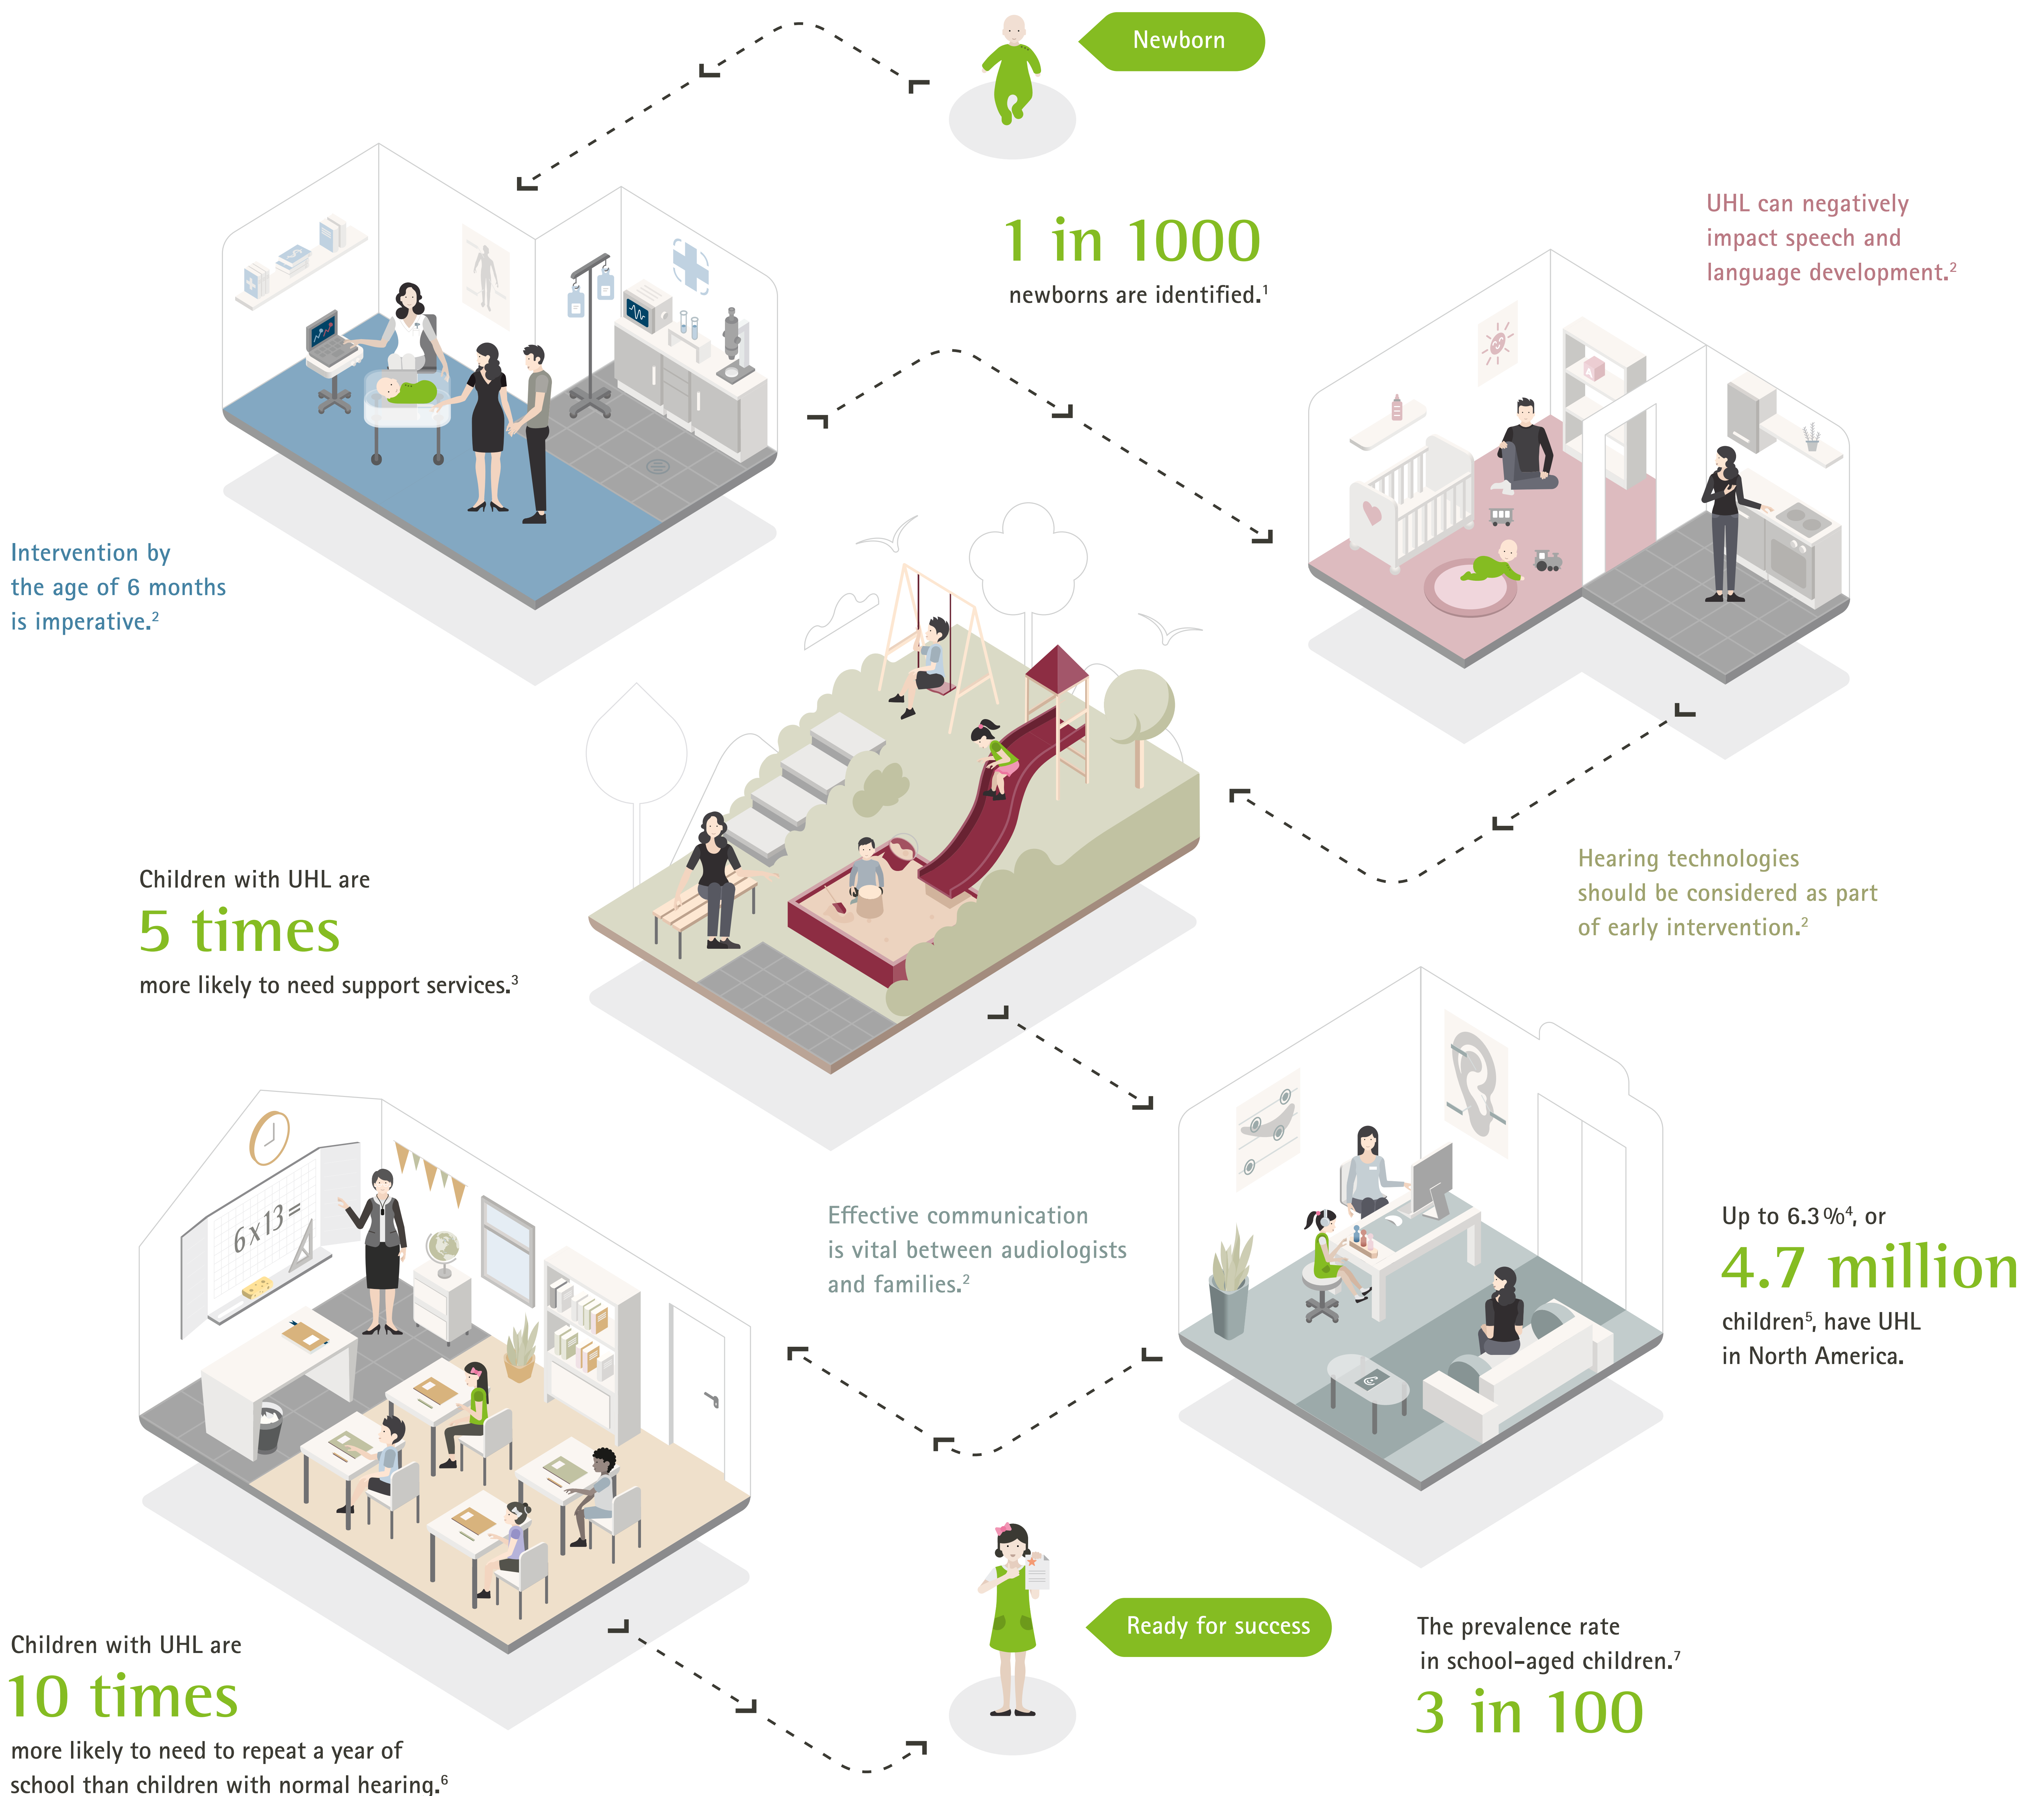 Newborn
1 in 1000
newborns are identified.¹
UHL can negatively
impact speech and
language development.²
Intervention by
the age of 6 months
is imperative.²
A
Hearing technologies
should be considered as part
of early intervention.²
Children with UHL are
5 times
more likely to need support services.³
6x13=
Effective communication
is vital between audiologists
and families.²
Up to 6.3%⁴, or
4.7 million
children⁵, have UHL
in North America.
Children with UHL are
10 times
more likely to need to repeat a year of
school than children with normal hearing.⁶
Ready for success
The prevalence rate
in school-aged children.⁷
3 in 100